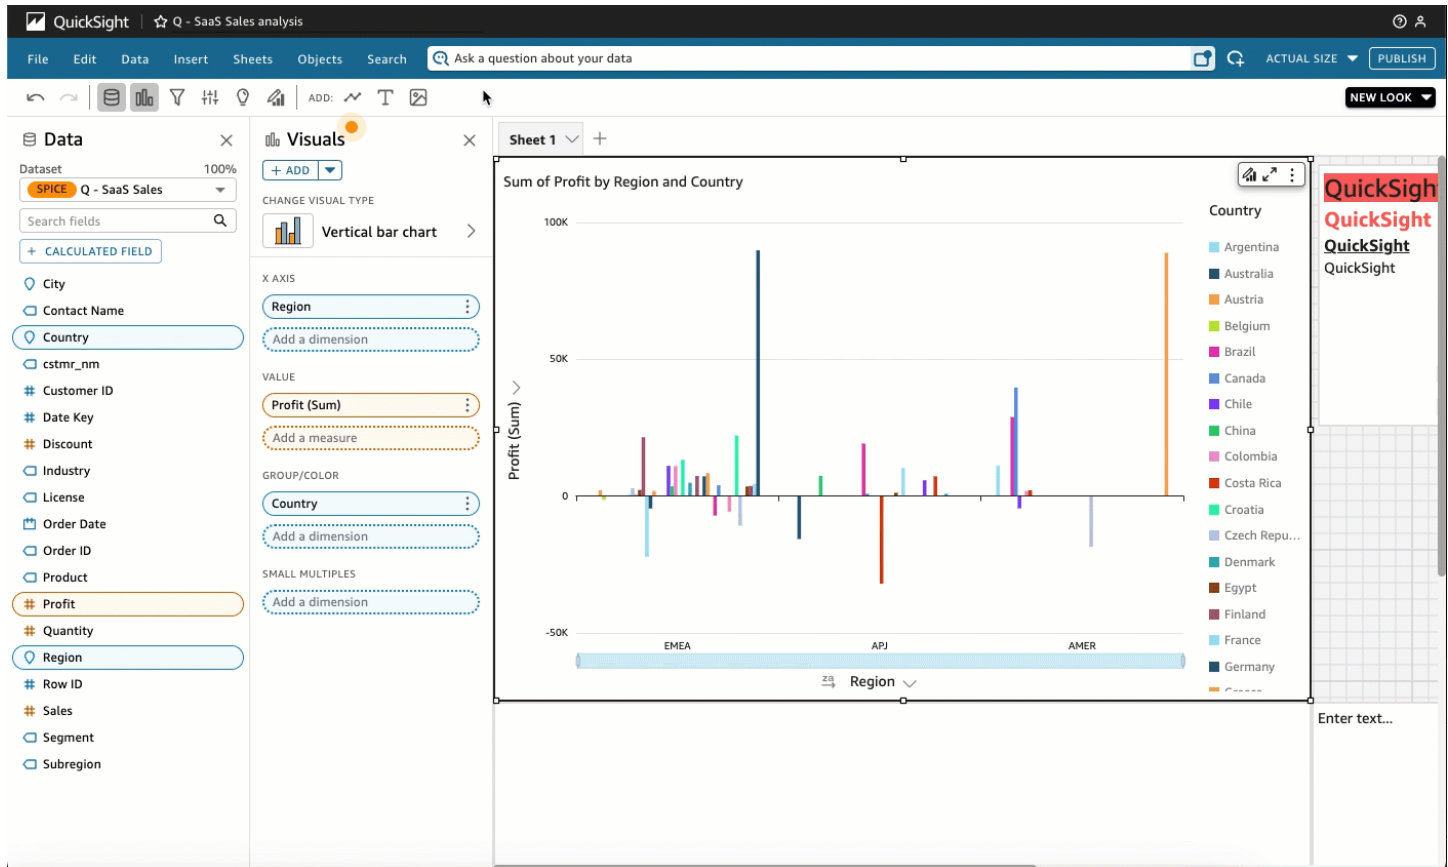 QuickSight
Q - SaaS Sales analysis
File Edit Data Insert Sheets Objects Search
Ask a question about your data
ACTUAL SIZE
PUBLISH
ADD:
NEW LOOK
Data
Dataset 100%
SPICE Q - SaaS Sales
Search fields
+ CALCULATED FIELD
City
Contact Name
Country
cstmr_nm
Customer ID
Date Key
Discount
Industry
License
Order Date
Order ID
Product
Profit
Quantity
Region
Row ID
Sales
Segment
Subregion
Visuals
+ ADD
CHANGE VISUAL TYPE
Vertical bar chart
X AXIS
Region
Add a dimension
VALUE
Profit (Sum)
Add a measure
GROUP/COLOR
Country
Add a dimension
SMALL MULTIPLES
Add a dimension
Sheet 1
Sum of Profit by Region and Country
100K
50K
0
-50K
Profit (Sum)
EMEA APJ AMER
za
Region
Country
Argentina
Australia
Austria
Belgium
Brazil
Canada
Chile
China
Colombia
Costa Rica
Croatia
Czech Repu...
Denmark
Egypt
Finland
France
Germany
QuickSight
QuickSight
QuickSight
QuickSight
Enter text...